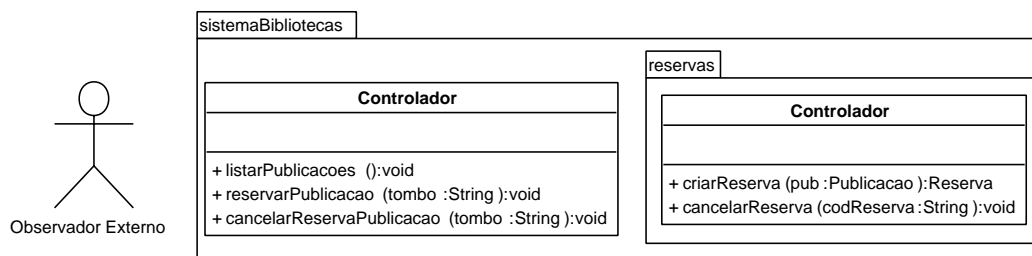 sistemaBibliotecas
reservas
Controlador
+ listarPublicacoes ():void
+ reservarPublicacao (tombo :String ):void
+ cancelarReservaPublicacao (tombo :String ):void
Controlador
+ criarReserva (pub :Publicacao ):Reserva
+ cancelarReserva (codReserva :String ):void
Observador Externo